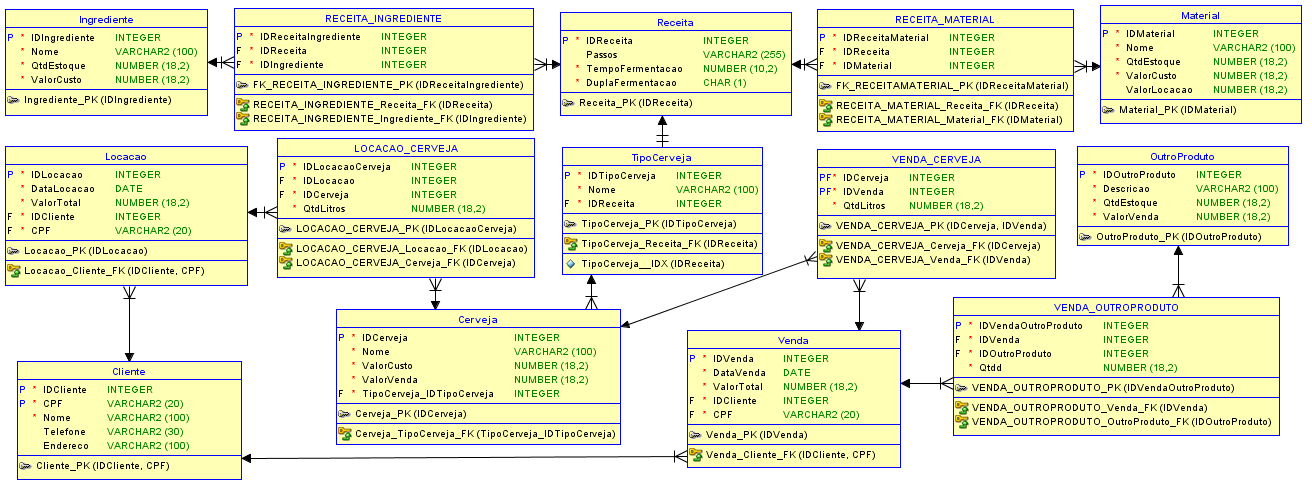 Ingrediente
P * IDIngrediente INTEGER
* Nome VARCHAR2 (100)
* QtdEstoque NUMBER (18,2)
* ValorCusto NUMBER (18,2)
Ingrediente_PK (IDIngrediente)
RECEITA_INGREDIENTE
P * IDReceitaIngrediente INTEGER
F * IDReceita INTEGER
F * IDIngrediente INTEGER
FK_RECEITA_INGREDIENTE_PK (IDReceitaIngrediente)
RECEITA_INGREDIENTE_Receita_FK (IDReceita)
RECEITA_INGREDIENTE_Ingrediente_FK (IDIngrediente)
Receita
P * IDReceita INTEGER
Passos VARCHAR2 (255)
* TempoFermentacao NUMBER (10,2)
* DuplaFermentacao CHAR (1)
Receita_PK (IDReceita)
RECEITA_MATERIAL
P * IDReceitaMaterial INTEGER
F * IDReceita INTEGER
F * IDMaterial INTEGER
FK_RECEITAMATERIAL_PK (IDReceitaMaterial)
RECEITA_MATERIAL_Receita_FK (IDReceita)
RECEITA_MATERIAL_Material_FK (IDMaterial)
Material
P * IDMaterial INTEGER
* Nome VARCHAR2 (100)
* QtdEstoque NUMBER (18,2)
* ValorCusto NUMBER (18,2)
ValorLocacao NUMBER (18,2)
Material_PK (IDMaterial)
Locacao
P * IDLocacao INTEGER
* DataLocacao DATE
* ValorTotal NUMBER (18,2)
F * IDCliente INTEGER
F * CPF VARCHAR2 (20)
Locacao_PK (IDLocacao)
Locacao_Cliente_FK (IDCliente, CPF)
LOCACAO_CERVEJA
P * IDLocacaoCerveja INTEGER
F * IDLocacao INTEGER
F * IDCerveja INTEGER
* QtdLitros NUMBER (18,2)
LOCACAO_CERVEJA_PK (IDLocacaoCerveja)
LOCACAO_CERVEJA_Locacao_FK (IDLocacao)
LOCACAO_CERVEJA_Cerveja_FK (IDCerveja)
TipoCerveja
P * IDTipoCerveja INTEGER
* Nome VARCHAR2 (100)
F * IDReceita INTEGER
TipoCerveja_PK (IDTipoCerveja)
TipoCerveja_Receita_FK (IDReceita)
TipoCerveja__IDX (IDReceita)
VENDA_CERVEJA
PF* IDCerveja INTEGER
PF* IDVenda INTEGER
* QtdLitros NUMBER (18,2)
VENDA_CERVEJA_PK (IDCerveja, IDVenda)
VENDA_CERVEJA_Cerveja_FK (IDCerveja)
VENDA_CERVEJA_Venda_FK (IDVenda)
OutroProduto
P * IDOutroProduto INTEGER
* Descricao VARCHAR2 (100)
* QtdEstoque NUMBER (18,2)
* ValorVenda NUMBER (18,2)
OutroProduto_PK (IDOutroProduto)
Cliente
P * IDCliente INTEGER
P * CPF VARCHAR2 (20)
* Nome VARCHAR2 (100)
Telefone VARCHAR2 (30)
Endereco VARCHAR2 (100)
Cliente_PK (IDCliente, CPF)
Cerveja
P * IDCerveja INTEGER
* Nome VARCHAR2 (100)
* ValorCusto NUMBER (18,2)
* ValorVenda NUMBER (18,2)
F * TipoCerveja_IDTipoCerveja INTEGER
Cerveja_PK (IDCerveja)
Cerveja_TipoCerveja_FK (TipoCerveja_IDTipoCerveja)
Venda
P * IDVenda INTEGER
* DataVenda DATE
* ValorTotal NUMBER (18,2)
F * IDCliente INTEGER
F * CPF VARCHAR2 (20)
Venda_PK (IDVenda)
Venda_Cliente_FK (IDCliente, CPF)
VENDA_OUTROPRODUTO
P * IDVendaOutroProduto INTEGER
F * IDVenda INTEGER
F * IDOutroProduto INTEGER
* Qtdd NUMBER (18,2)
VENDA_OUTROPRODUTO_PK (IDVendaOutroProduto)
VENDA_OUTROPRODUTO_Venda_FK (IDVenda)
VENDA_OUTROPRODUTO_OutroProduto_FK (IDOutroProduto)